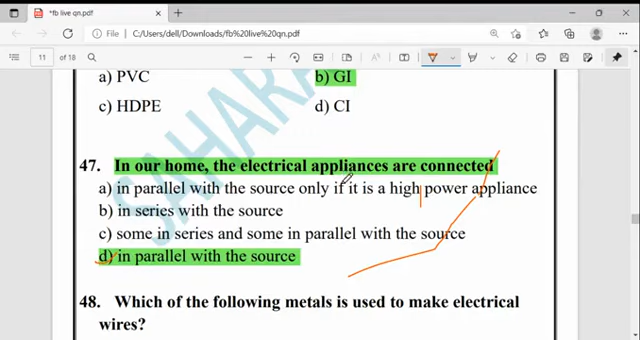 *fb live qn.pdf
File
C:/Users/dell/Downloads/fb%20live%20qn.pdf
11 of 18
a) PVC b) GI
c) HDPE d) CI
SAHARA
47. In our home, the electrical appliances are connected
a) in parallel with the source only if it is a high power appliance
b) in series with the source
c) some in series and some in parallel with the source
d) in parallel with the source
48. Which of the following metals is used to make electrical
wires?